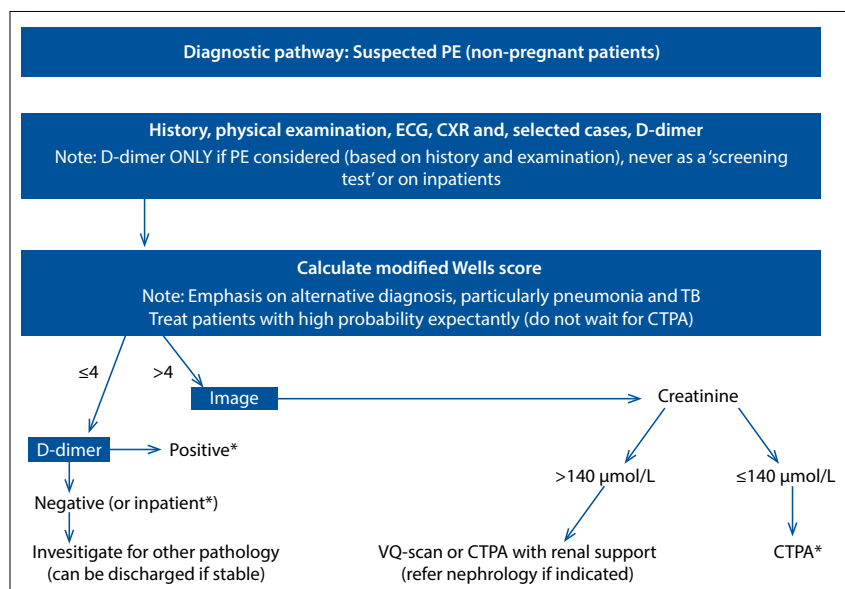 Diagnostic pathway: Suspected PE (non-pregnant patients)
History, physical examination, ECG, CXR and, selected cases, D-dimer
Note: D-dimer ONLY if PE considered (based on history and examination), never as a ‘screening
test’ or on inpatients
Calculate modified Wells score
Note: Emphasis on alternative diagnosis, particularly pneumonia and TB
Treat patients with high probability expectantly (do not wait for CTPA)
≤4
>4
Image
Creatinine
D-dimer
Positive*
>140 µmol/L
≤140 µmol/L
Negative (or inpatient*)
Invesitigate for other pathology
(can be discharged if stable)
VQ-scan or CTPA with renal support
(refer nephrology if indicated)
CTPA*